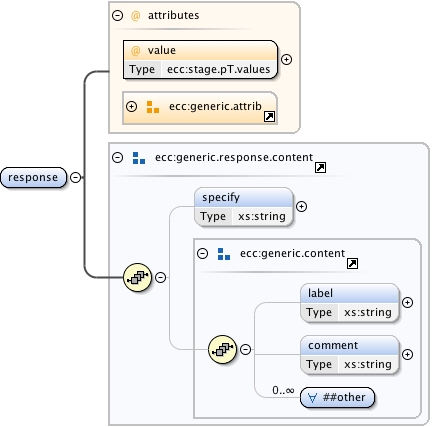 @ attributes
@ value
Type ecc:stage.pT.values
ecc:generic.attrib
response
ecc:generic.response.content
specify
Type xs:string
ecc:generic.content
label
Type xs:string
comment
Type xs:string
0..∞
∀ ##other